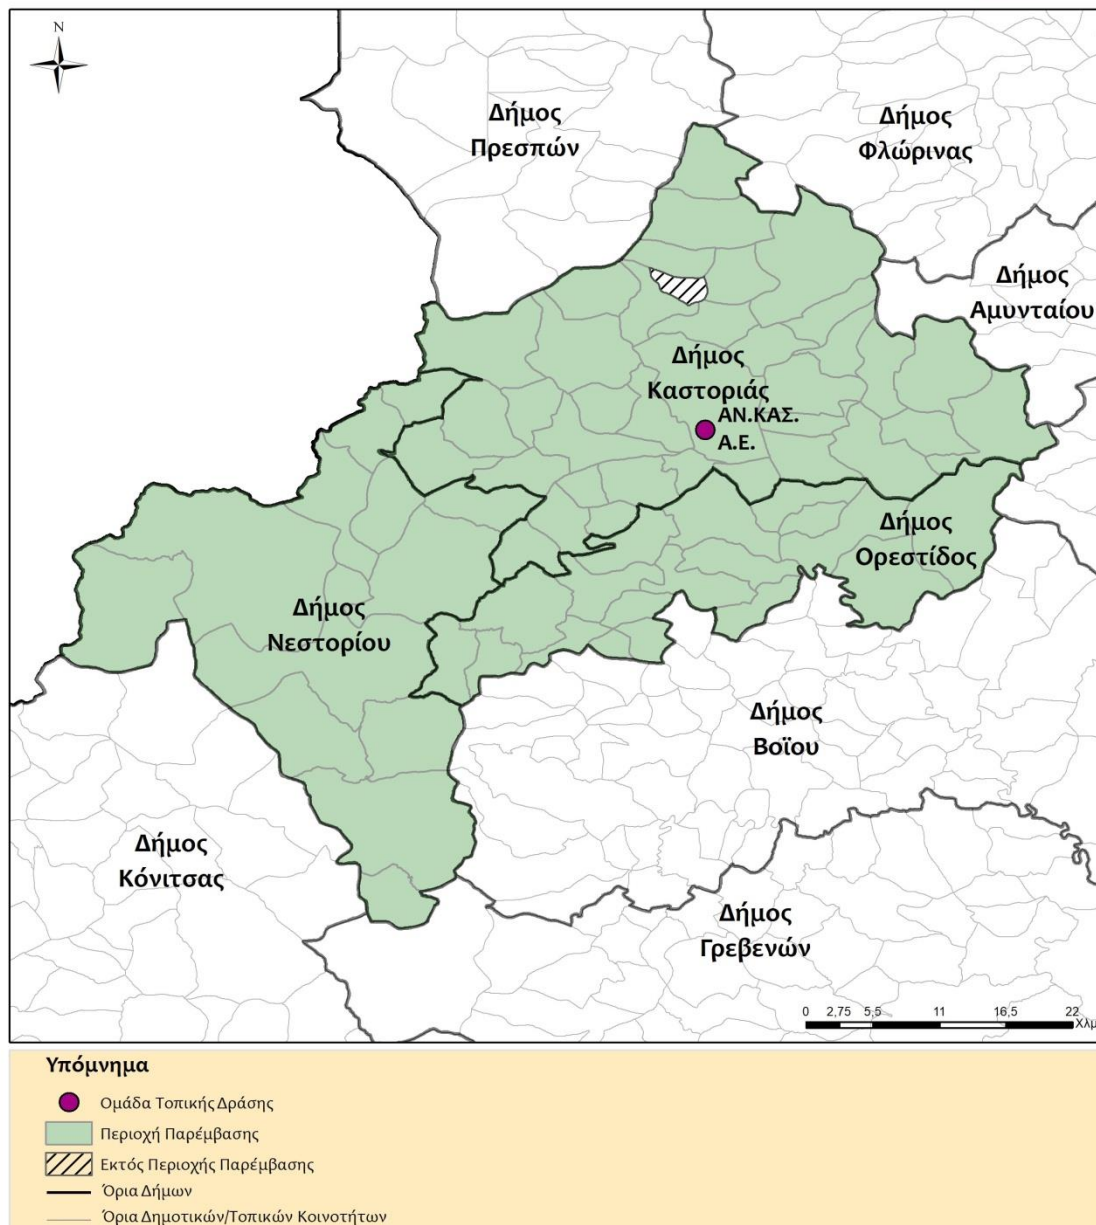 N
Δήμος
Πρεσπών
Δήμος
Φλώρινας
Δήμος
Αμυνταίου
Δήμος
Καστοριάς
ΑΝ.ΚΑΣ.
Α.Ε.
Δήμος
Ορεστίδος
Δήμος
Νεστορίου
Δήμος
Βοΐου
Δήμος
Κόνιτσας
Δήμος
Γρεβενών
0 2,75 5,5 11 16,5 22
Χλμ
Υπόμνημα
Ομάδα Τοπικής Δράσης
Περιοχή Παρέμβασης
Εκτός Περιοχής Παρέμβασης
Όρια Δήμων
Όρια Δημοτικών/Τοπικών Κοινοτήτων